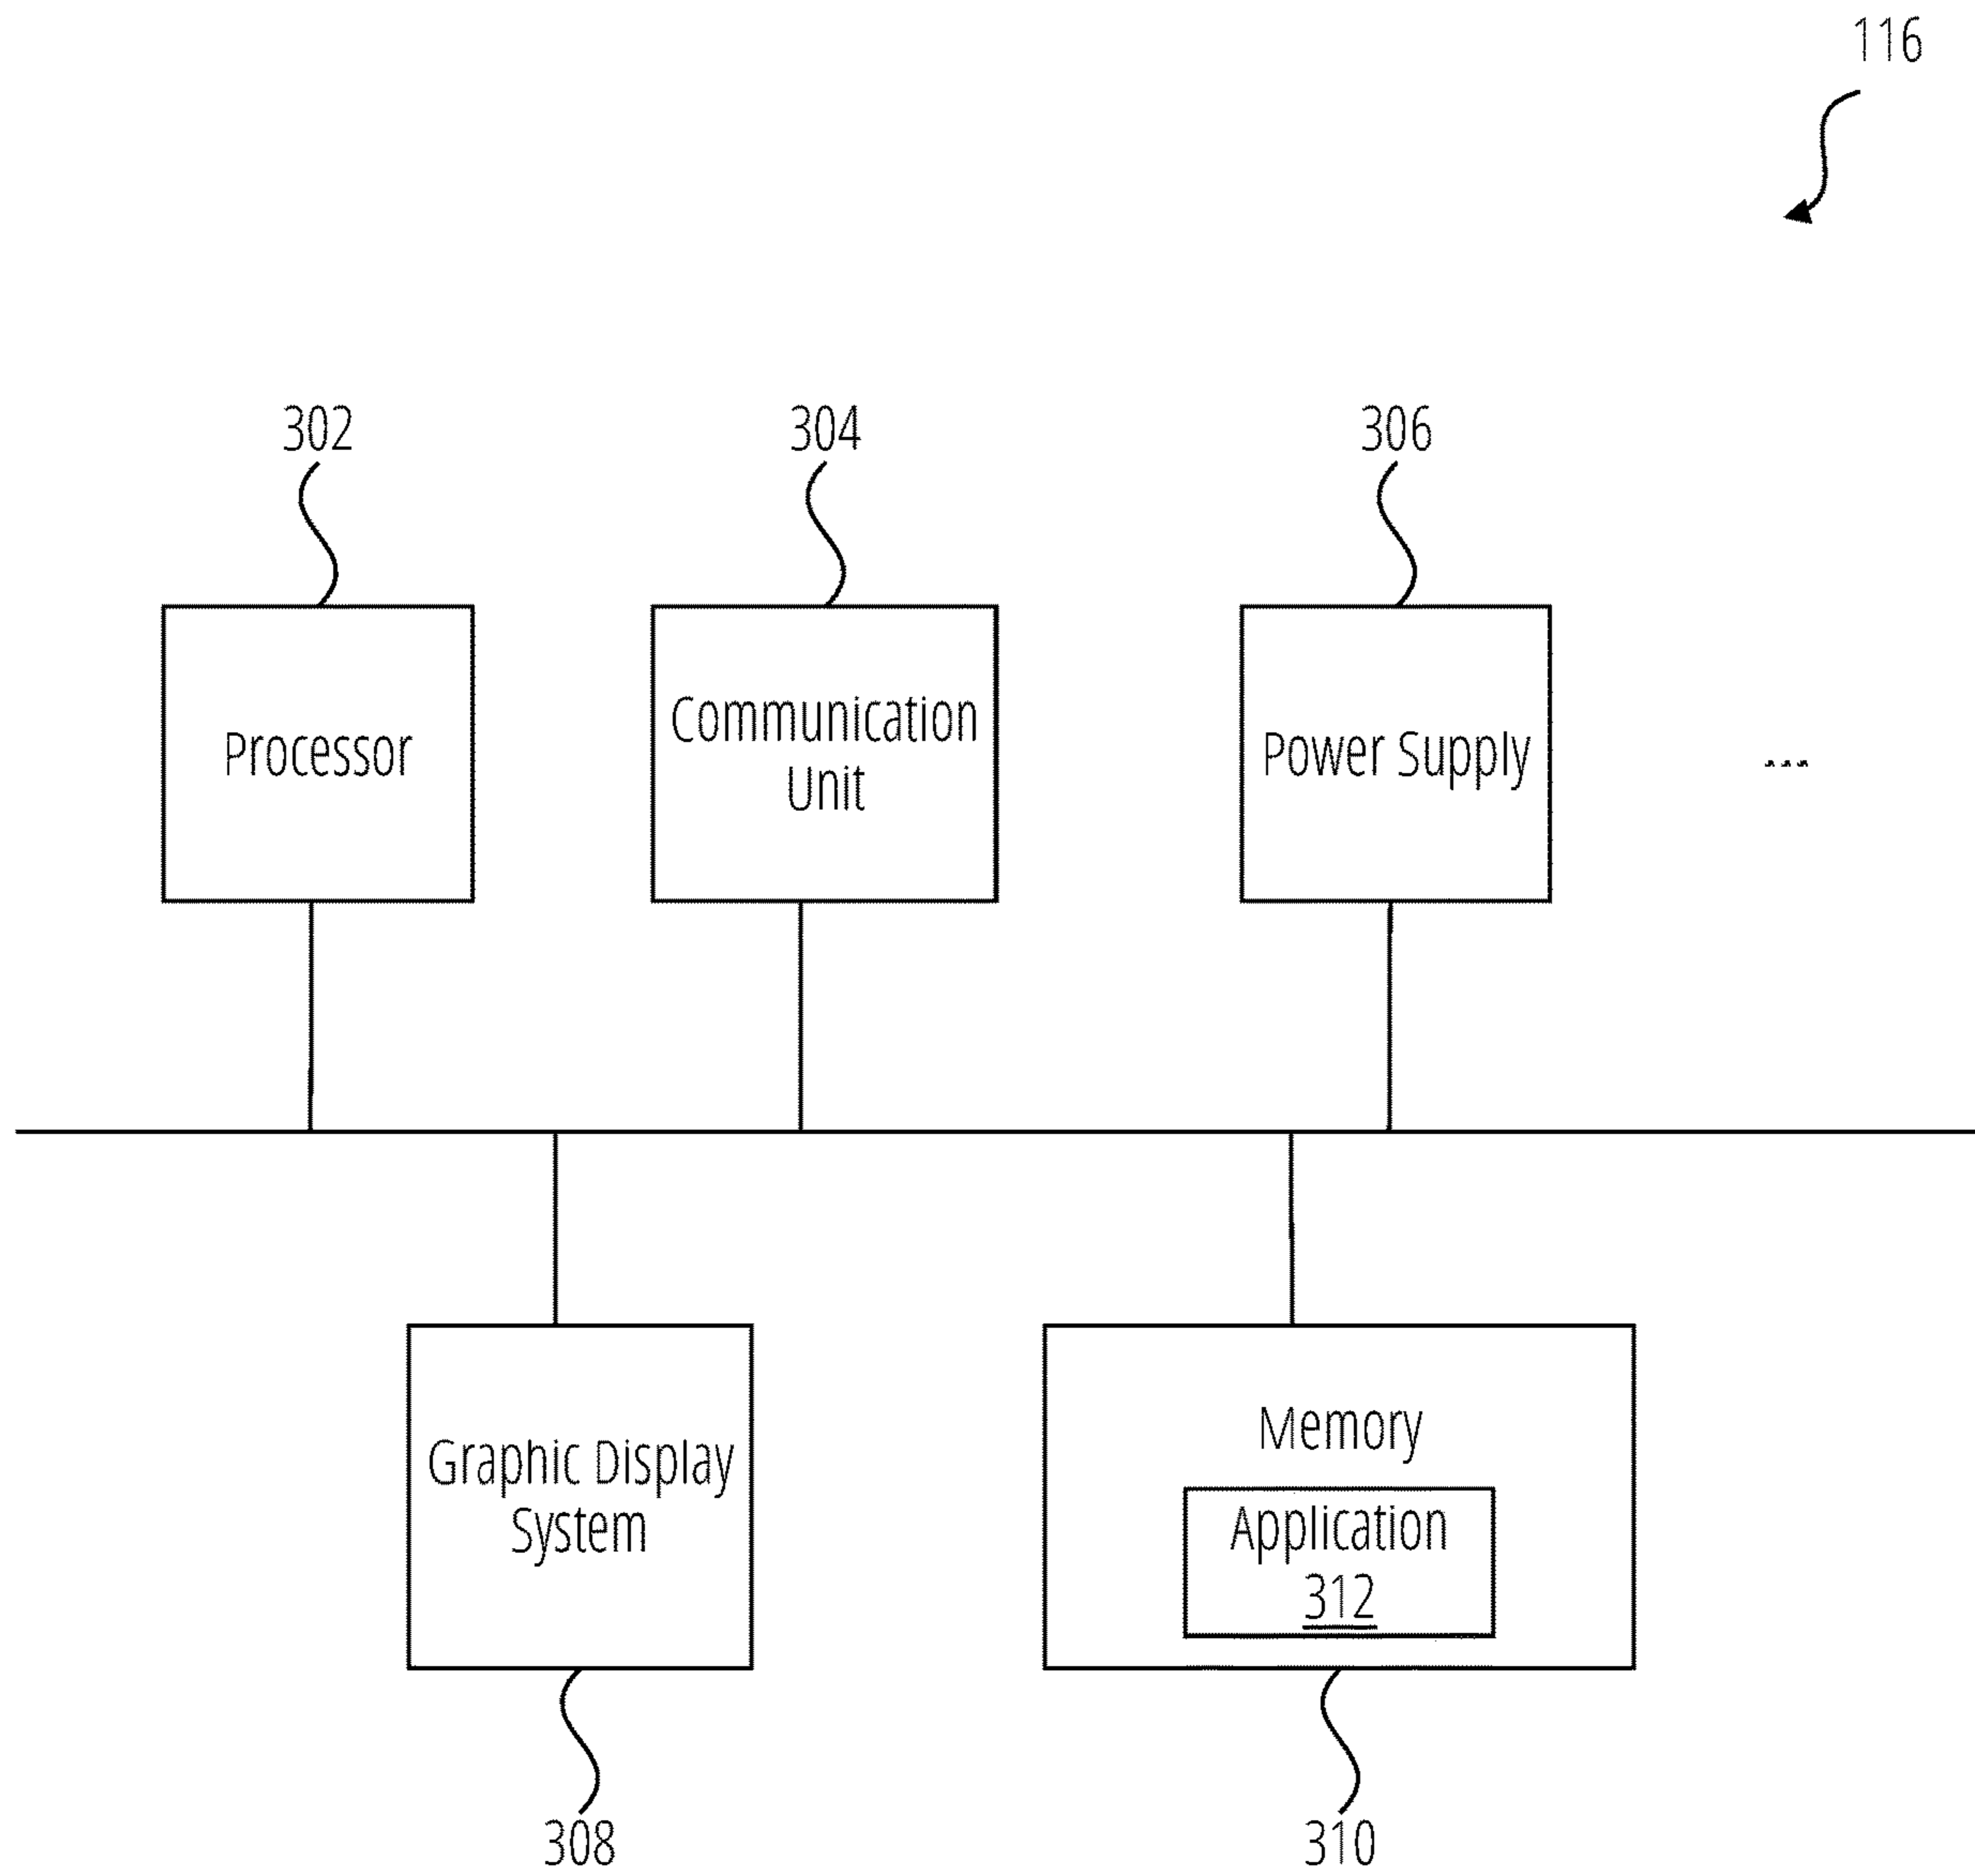 116
302
304
306
Processor
Communication
Unit
Power Supply
...
Graphic Display
System
Memory
Application
312
308
310